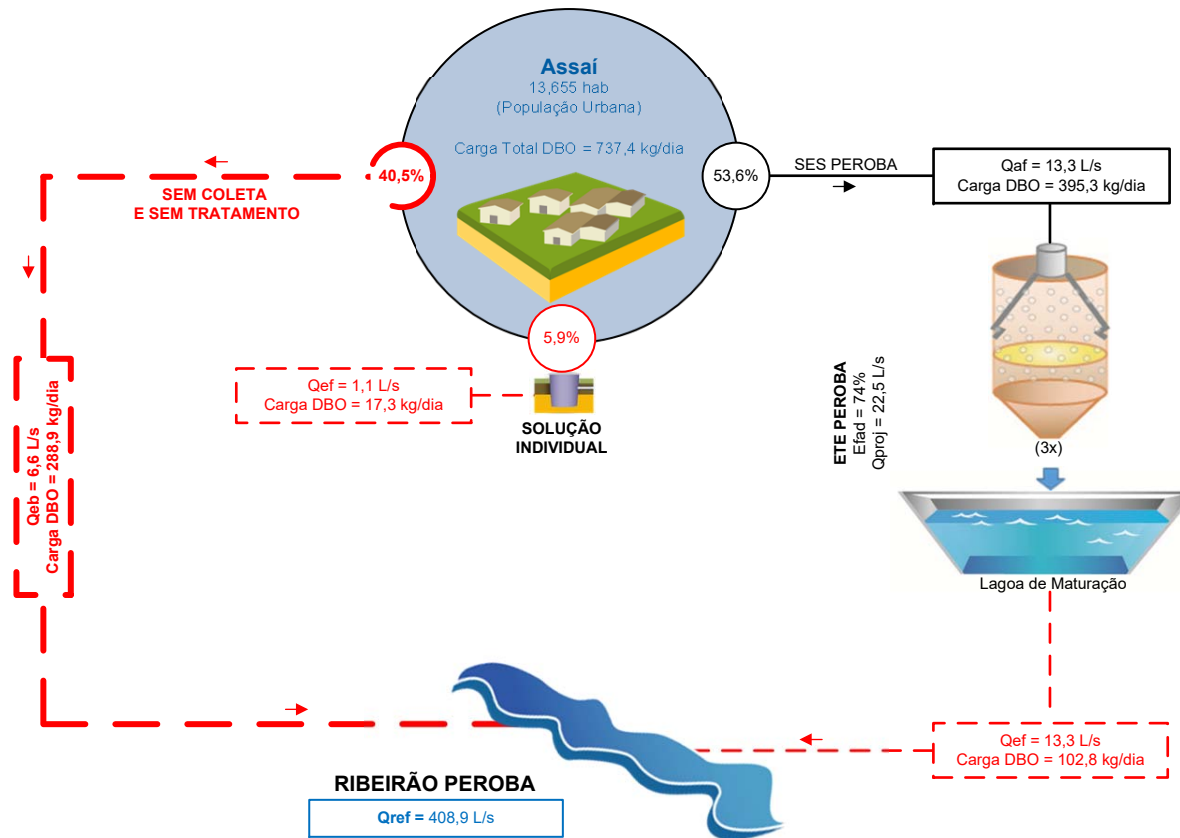 Assaí
13,655 hab
(População Urbana)
Carga Total DBO = 737,4 kg/dia
40,5%
SEM COLETA
E SEM TRATAMENTO
53,6%
SES PEROBA
Qaf = 13,3 L/s
Carga DBO = 395,3 kg/dia
5,9%
Qef = 1,1 L/s
Carga DBO = 17,3 kg/dia
SOLUÇÃO
INDIVIDUAL
Qeb = 6,6 L/s
Carga DBO = 288,9 kg/dia
ETE PEROBA
Efad = 74%
Qproj = 22,5 L/s
(3x)
Lagoa de Maturação
Qef = 13,3 L/s
Carga DBO = 102,8 kg/dia
RIBEIRÃO PEROBA
Qref = 408,9 L/s